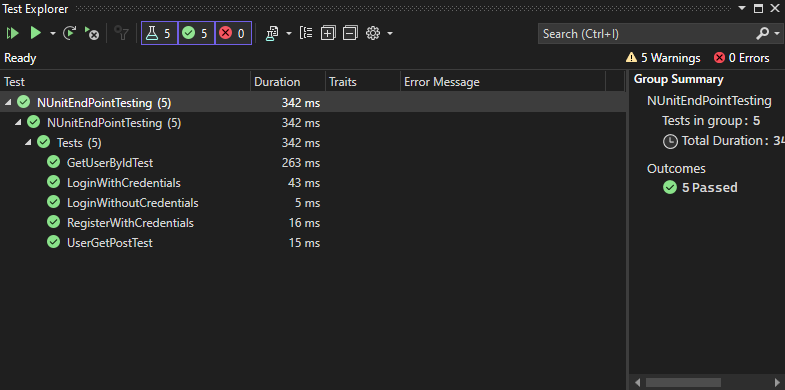 Test Explorer
5 5 0
Search (Ctrl+I)
Ready
5 Warnings 0 Errors
Test Duration Traits Error Message
Group Summary
NUnitEndPointTesting (5) 342 ms
NUnitEndPointTesting
NUnitEndPointTesting (5) 342 ms
Tests in group: 5
Tests (5) 342 ms
Total Duration: 34
GetUserByIdTest 263 ms
LoginWithCredentials 43 ms
Outcomes
LoginWithoutCredentials 5 ms
5 Passed
RegisterWithCredentials 16 ms
UserGetPostTest 15 ms